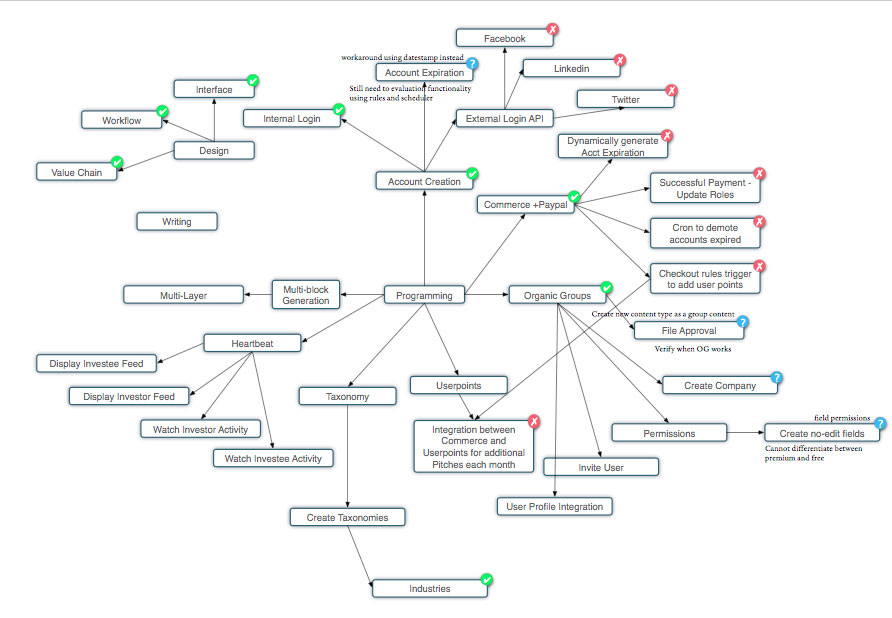 Facebook
workaround using datestamp instead
Account Expiration
Linkedin
Still need to evaluation functionality
using rules and scheduler
Interface
Twitter
Workflow
Internal Login
External Login API
Design
Dynamically generate
Acct Expiration
Value Chain
Account Creation
Successful Payment -
Update Roles
Commerce +Paypal
Writing
Cron to demote
accounts expired
Checkout rules trigger
to add user points
Multi-Layer
Multi-block
Generation
Programming
Organic Groups
Create new content type as a group content
File Approval
Verify when OG works
Heartbeat
Display Investee Feed
Userpoints
Create Company
Display Investor Feed
Taxonomy
field permissions
Watch Investor Activity
Integration between
Commerce and
Userpoints for additional
Pitches each month
Permissions
Create no-edit fields
Cannot differentiate between
premium and free
Watch Investee Activity
Invite User
User Profile Integration
Create Taxonomies
Industries